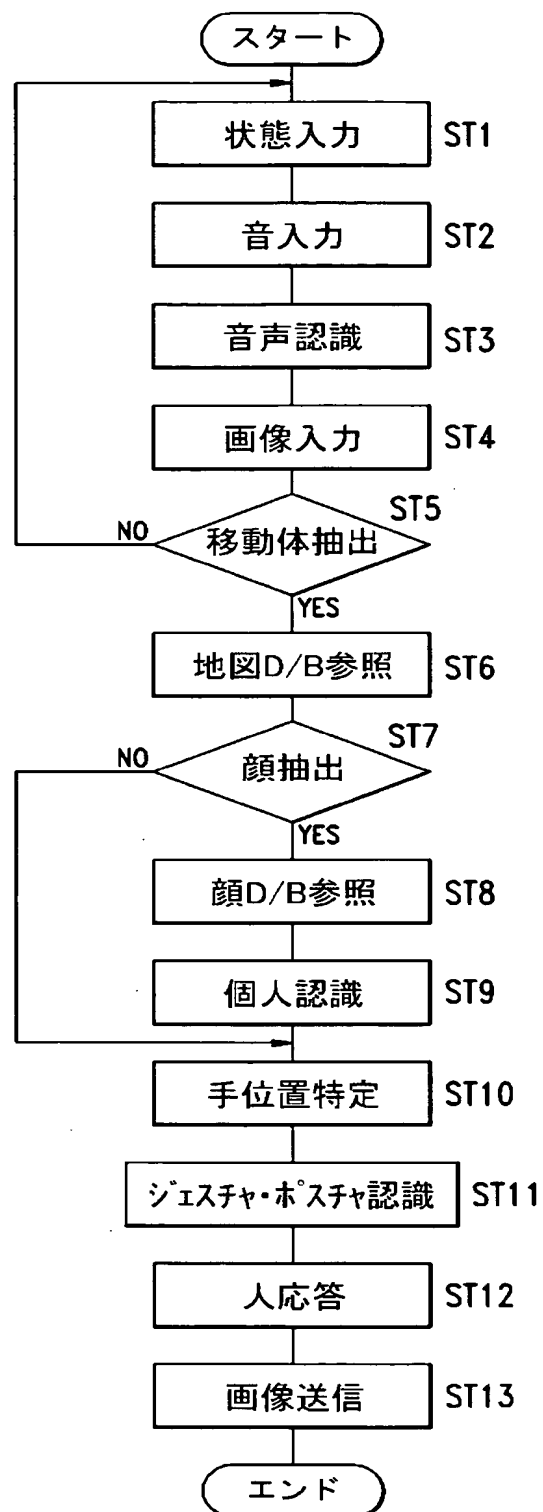 スタート
状態入力 ST1
音入力 ST2
音声認識 ST3
画像入力 ST4
ST5
NO 移動体抽出
YES
地図D/B参照 ST6
ST7
NO 顔抽出
YES
顔D/B参照 ST8
個人認識 ST9
手位置特定 ST10
ジェスチャ・ポスチャ認識 ST11
人応答 ST12
画像送信 ST13
エンド